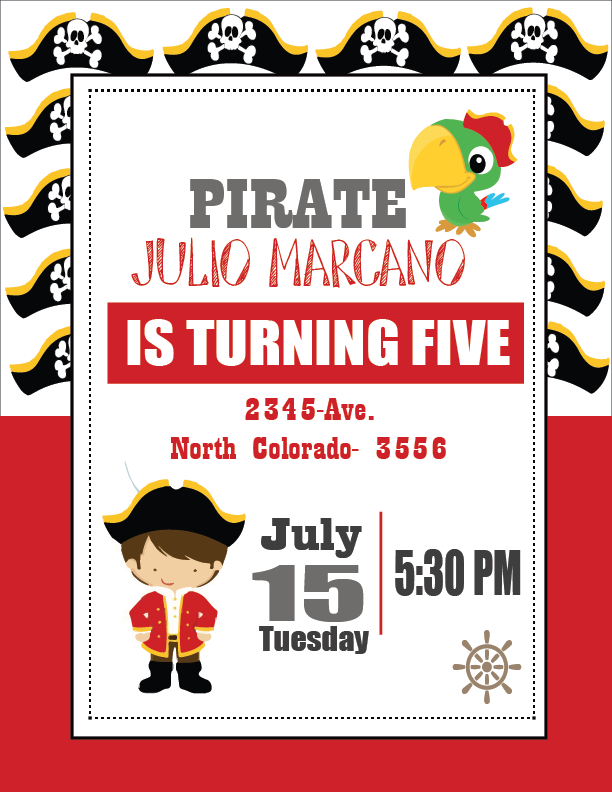 PIRATE
JULIO MARCANO
IS TURNING FIVE
2345-Ave.
North Colorado- 3556
July
15
Tuesday
5:30 PM